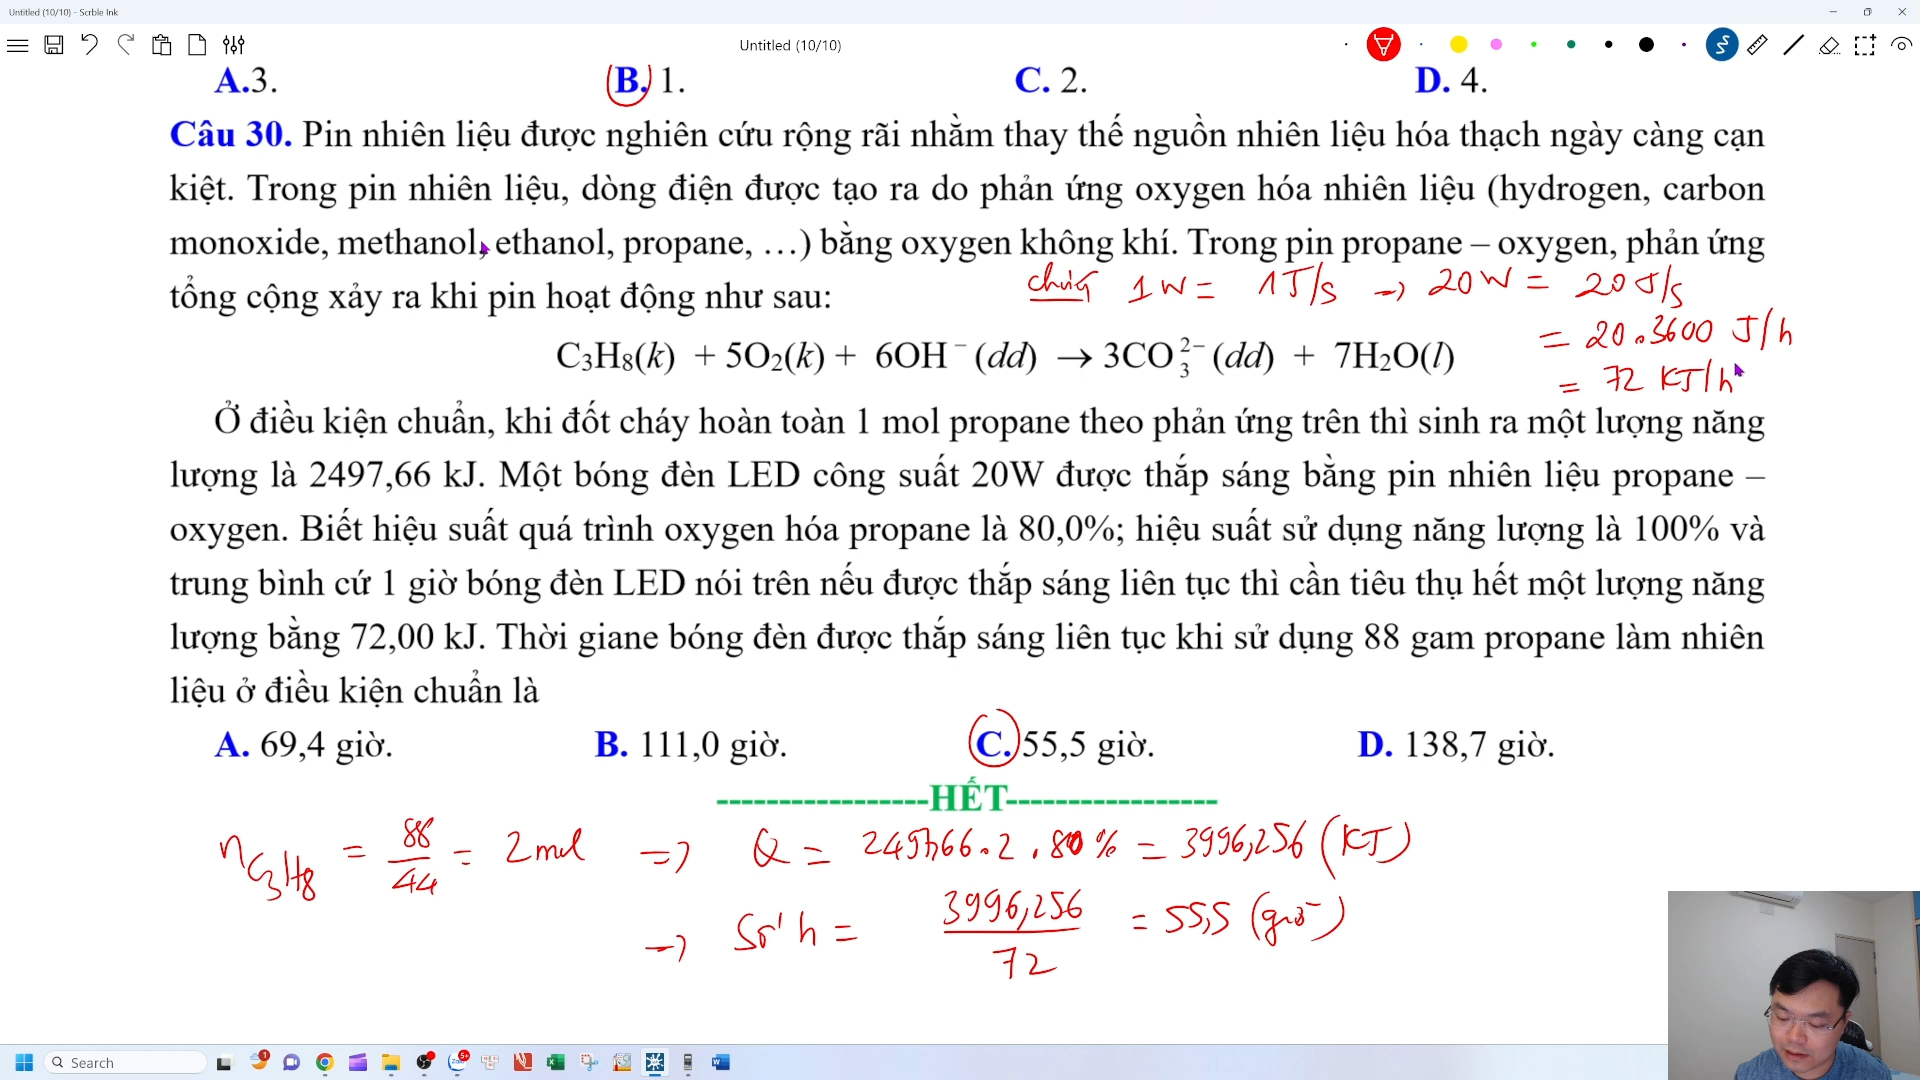 Untitled (10/10) - Scrble Ink
Untitled (10/10)
A.3. B. 1. C. 2. D. 4.
Câu 30. Pin nhiên liệu được nghiên cứu rộng rãi nhằm thay thế nguồn nhiên liệu hóa thạch ngày càng cạn
kiệt. Trong pin nhiên liệu, dòng điện được tạo ra do phản ứng oxygen hóa nhiên liệu (hydrogen, carbon
monoxide, methanol, ethanol, propane, …) bằng oxygen không khí. Trong pin propane – oxygen, phản ứng
tổng cộng xảy ra khi pin hoạt động như sau:
1W = 1J/s → 20W = 20J/s
= 20.3600 J/h
C₃H₈(k) + 5O₂(k) + 6OH⁻(dd) → 3CO₃²⁻(dd) + 7H₂O(l)
= 72 KJ/h
Ở điều kiện chuẩn, khi đốt cháy hoàn toàn 1 mol propane theo phản ứng trên thì sinh ra một lượng năng
lượng là 2497,66 kJ. Một bóng đèn LED công suất 20W được thắp sáng bằng pin nhiên liệu propane –
oxygen. Biết hiệu suất quá trình oxygen hóa propane là 80,0%; hiệu suất sử dụng năng lượng là 100% và
trung bình cứ 1 giờ bóng đèn LED nói trên nếu được thắp sáng liên tục thì cần tiêu thụ hết một lượng năng
lượng bằng 72,00 kJ. Thời giane bóng đèn được thắp sáng liên tục khi sử dụng 88 gam propane làm nhiên
liệu ở điều kiện chuẩn là
A. 69,4 giờ. B. 111,0 giờ. C. 55,5 giờ. D. 138,7 giờ.
-----------------HẾT-----------------
n C₃H₈ = 88/44 = 2 mol => Q = 2497,66.2.80% = 3996,256 (KJ)
→ Số h = 3996,256/72 = 55,5 (giờ)
Search